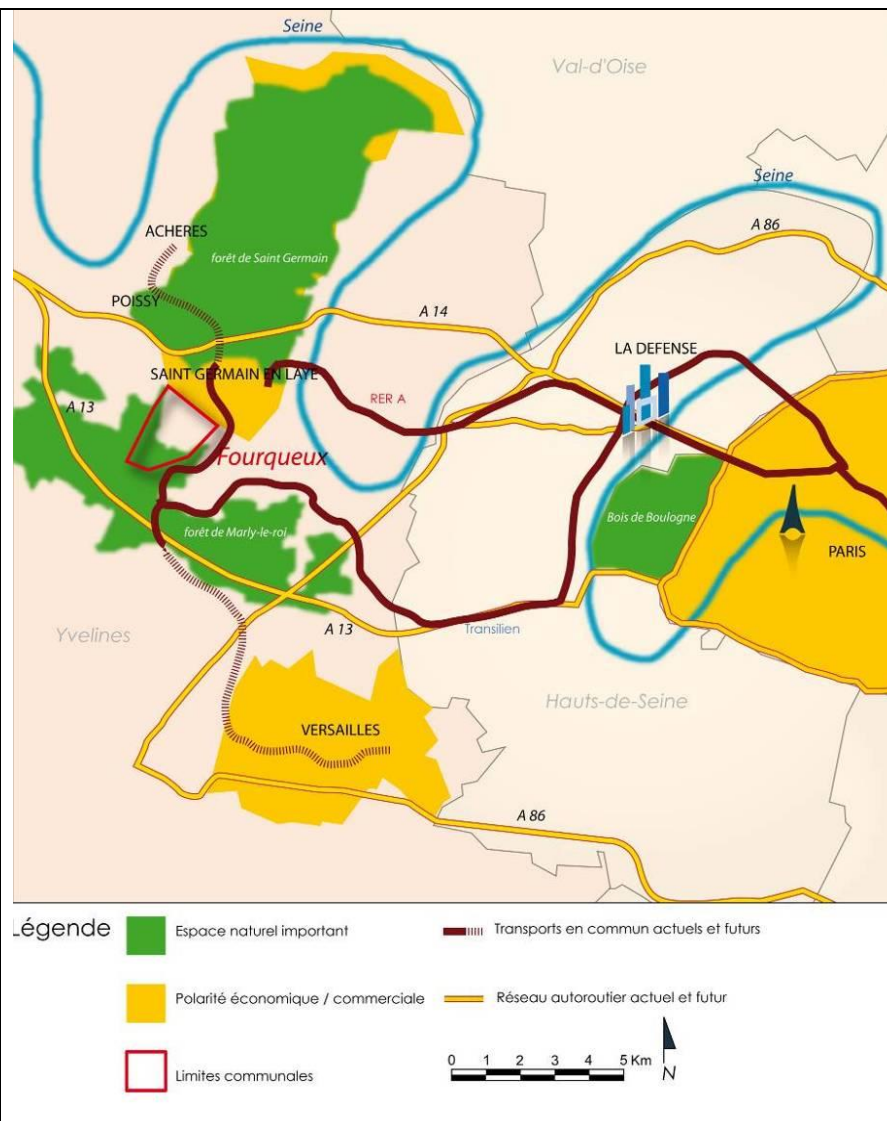 Seine
Val-d'Oise
Seine
A 86
ACHERES
forêt de Saint Germain
POISSY
A 14
LA DEFENSE
SAINT GERMAIN EN LAYE
RER A
A 13
Fourqueux
Bois de Boulogne
forêt de Marly-le-roi
PARIS
Yvelines
A 13
Transilien
Hauts-de-Seine
VERSAILLES
A 86
Légende
Espace naturel important
Transports en commun actuels et futurs
Polarité économique / commerciale
Réseau autoroutier actuel et futur
Limites communales
0 1 2 3 4 5 Km
N